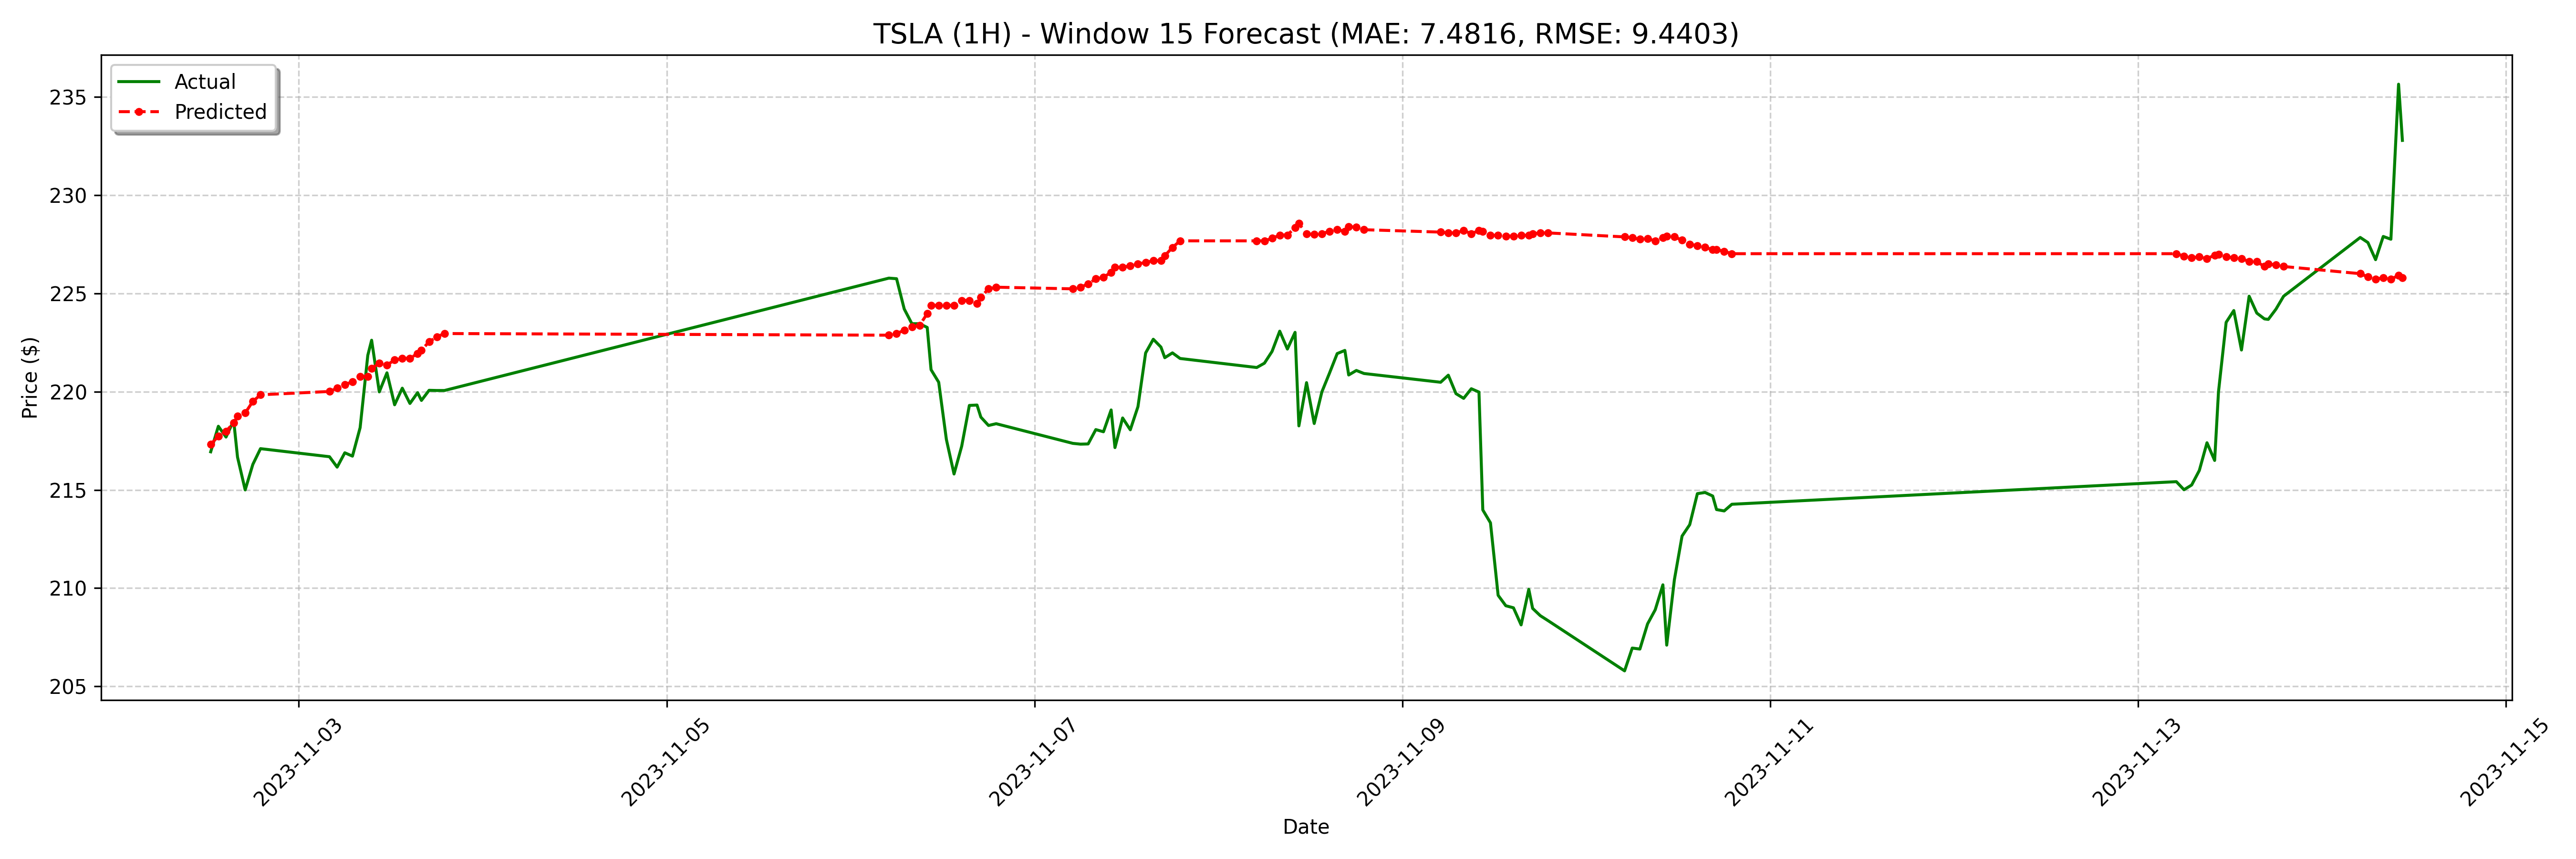 TSLA (1H) - Window 15 Forecast (MAE: 7.4816, RMSE: 9.4403)
Actual
Predicted
Price ($)
235
230
225
220
215
210
205
2023-11-03
2023-11-05
2023-11-07
2023-11-09
2023-11-11
2023-11-13
2023-11-15
Date